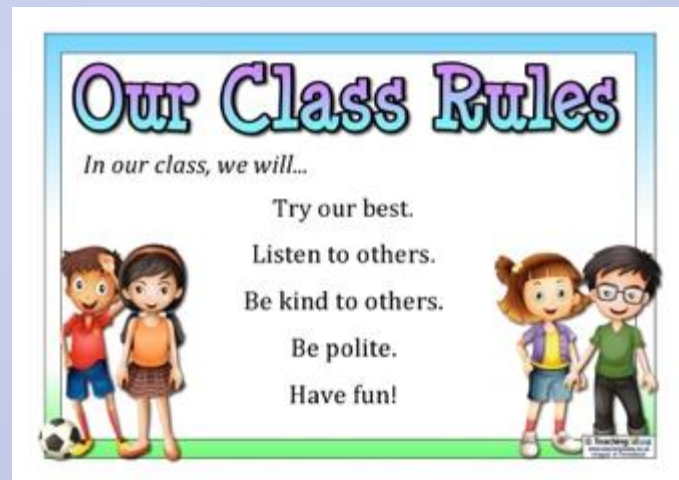 Our Class Rules
In our class, we will...
Try our best.
Listen to others.
Be kind to others.
Be polite.
Have fun!
© Teaching